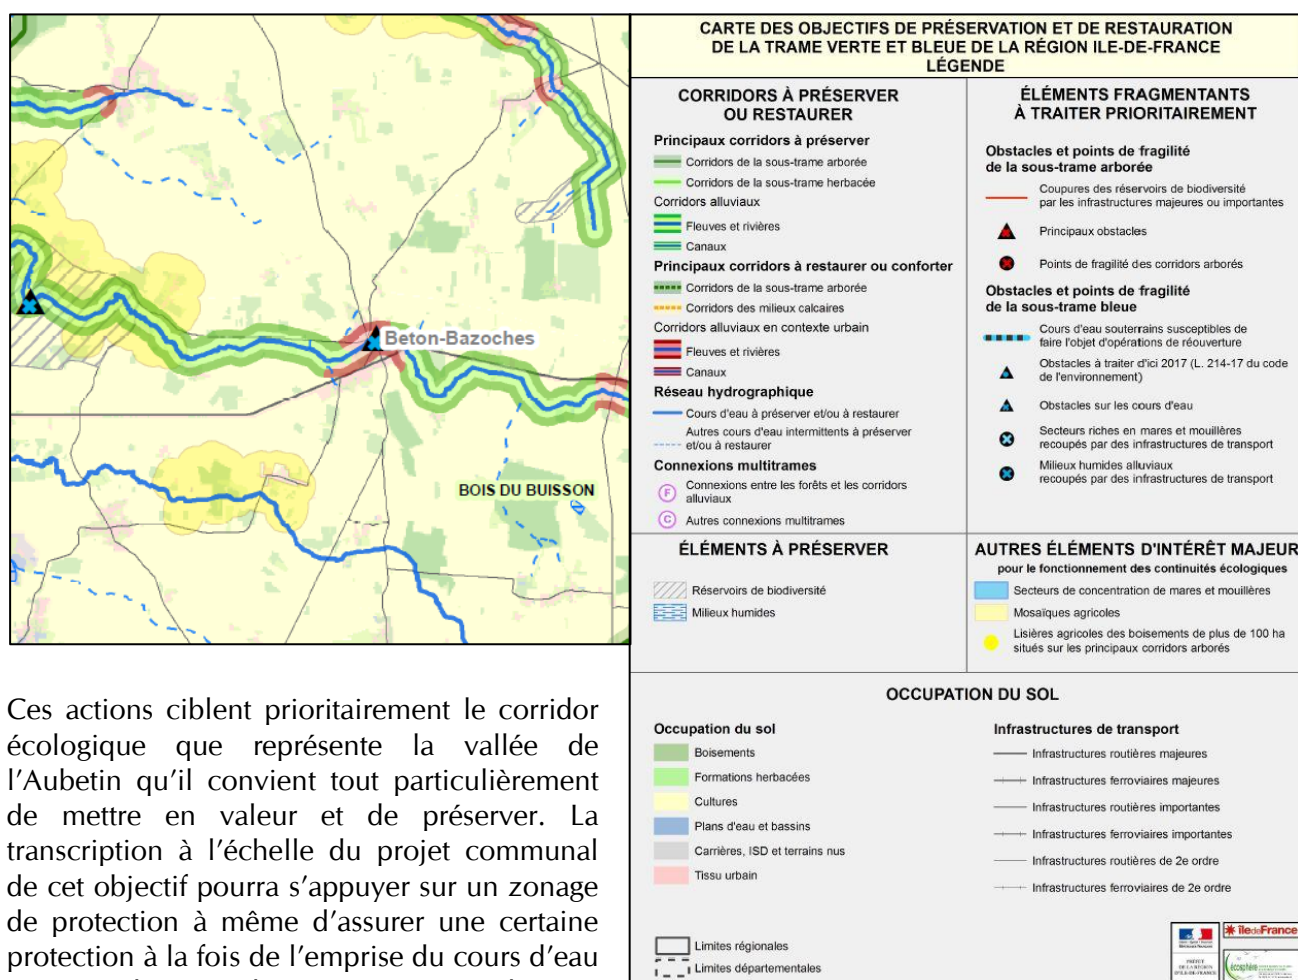 Beton-Bazoches
BOIS DU BUISSON
CARTE DES OBJECTIFS DE PRÉSERVATION ET DE RESTAURATION
DE LA TRAME VERTE ET BLEUE DE LA RÉGION ILE-DE-FRANCE
LÉGENDE
CORRIDORS À PRÉSERVER
OU RESTAURER
Principaux corridors à préserver
Corridors de la sous-trame arborée
Corridors de la sous-trame herbacée
Corridors alluviaux
Fleuves et rivières
Canaux
Principaux corridors à restaurer ou conforter
Corridors de la sous-trame arborée
Corridors des milieux calcaires
Corridors alluviaux en contexte urbain
Fleuves et rivières
Canaux
Réseau hydrographique
Cours d'eau à préserver et/ou à restaurer
Autres cours d'eau intermittents à préserver
et/ou à restaurer
Connexions multitrames
F Connexions entre les forêts et les corridors
alluviaux
C Autres connexions multitrames
ÉLÉMENTS FRAGMENTANTS
À TRAITER PRIORITAIREMENT
Obstacles et points de fragilité
de la sous-trame arborée
Coupures des réservoirs de biodiversité
par les infrastructures majeures ou importantes
Principaux obstacles
Points de fragilité des corridors arborés
Obstacles et points de fragilité
de la sous-trame bleue
Cours d'eau souterrains susceptibles de
faire l'objet d'opérations de réouverture
Obstacles à traiter d'ici 2017 (L. 214-17 du code
de l'environnement)
Obstacles sur les cours d'eau
Secteurs riches en mares et mouillères
recoupés par des infrastructures de transport
Milieux humides alluviaux
recoupés par des infrastructures de transport
ÉLÉMENTS À PRÉSERVER
Réservoirs de biodiversité
Milieux humides
AUTRES ÉLÉMENTS D'INTÉRÊT MAJEUR
pour le fonctionnement des continuités écologiques
Secteurs de concentration de mares et mouillères
Mosaïques agricoles
Lisières agricoles des boisements de plus de 100 ha
situés sur les principaux corridors arborés
OCCUPATION DU SOL
Occupation du sol
Boisements
Formations herbacées
Cultures
Plans d'eau et bassins
Carrières, ISD et terrains nus
Tissu urbain
Infrastructures de transport
Infrastructures routières majeures
Infrastructures ferroviaires majeures
Infrastructures routières importantes
Infrastructures ferroviaires importantes
Infrastructures routières de 2e ordre
Infrastructures ferroviaires de 2e ordre
Limites régionales
Limites départementales
PRÉFET
DE LA RÉGION
D'ÎLE-DE-FRANCE
îledeFrance
écosphère
Ces actions ciblent prioritairement le corridor
écologique que représente la vallée de
l'Aubetin qu'il convient tout particulièrement
de mettre en valeur et de préserver. La
transcription à l'échelle du projet communal
de cet objectif pourra s'appuyer sur un zonage
de protection à même d'assurer une certaine
protection à la fois de l'emprise du cours d'eau